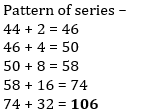 Pattern of series –
44 + 2 = 46
46 + 4 = 50
50 + 8 = 58
58 + 16 = 74
74 + 32 = 106